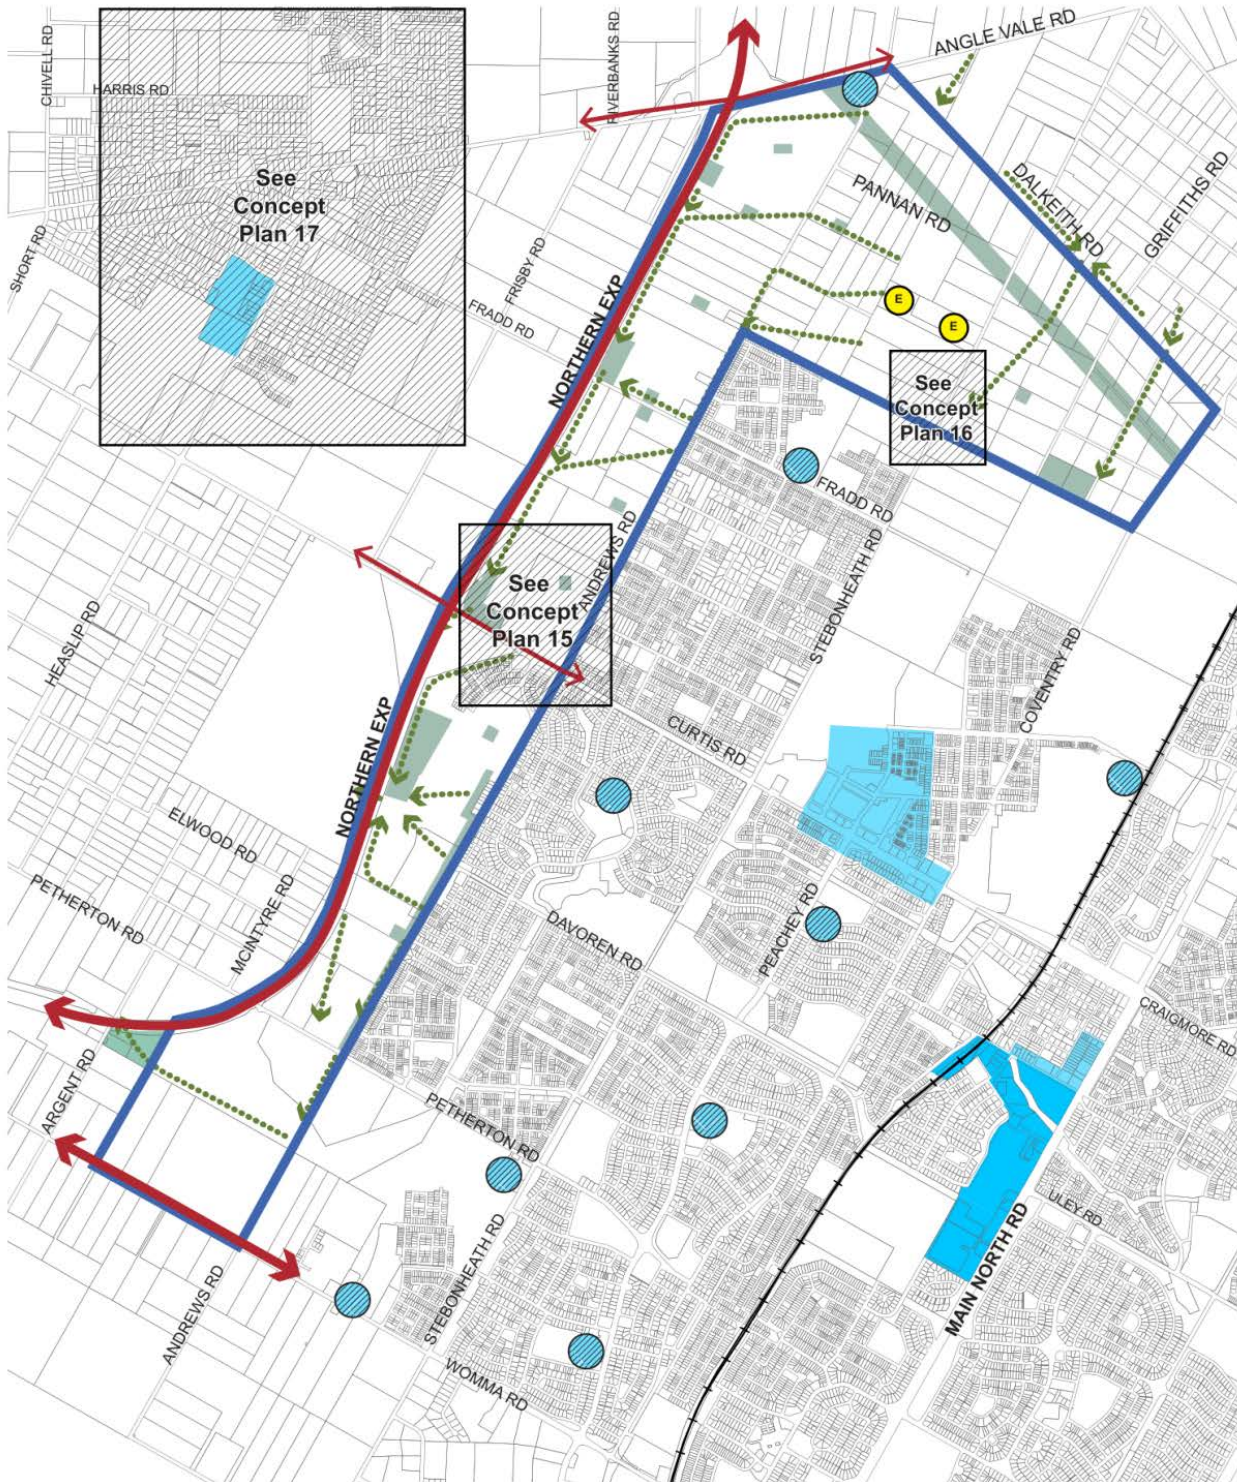 CHIVELL RD
HARRIS RD
RIVERBANKS RD
ANGLE VALE RD
See
Concept
Plan 17
SHORT RD
FRISBY RD
FRADD RD
NORTHERN EXP
PANNAN RD
DALKEITH RD
GRIFFITHS RD
E
E
See
Concept
Plan 16
FRADD RD
STEBONHEATH RD
ANDREWS RD
See
Concept
Plan 15
HEASLIP RD
COVENTRY RD
CURTIS RD
NORTHERN EXP
ELWOOD RD
PETHERTON RD
MCINTYRE RD
DAVOREN RD
PEACHEY RD
CRAIGMORE RD
ARGENT RD
PETHERTON RD
ULEY RD
MAIN NORTH RD
STEBONHEATH RD
ANDREWS RD
WOMMA RD